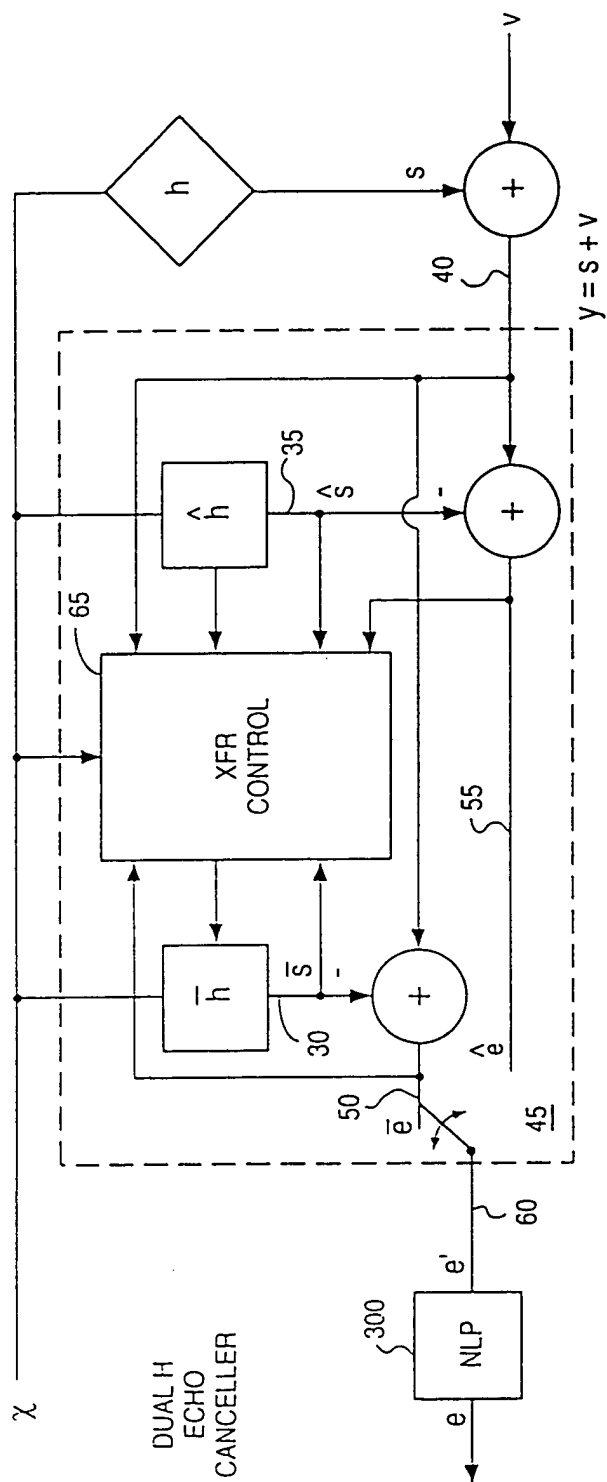 χ
DUAL H
ECHO
CANCELLER
h
s
v
40
y = s + v
ĥ
35
ŝ
-
65
XFR
CONTROL
h̅
s̅
-
30
+
+
+
50
e̅
ê
55
45
60
e'
300
NLP
e